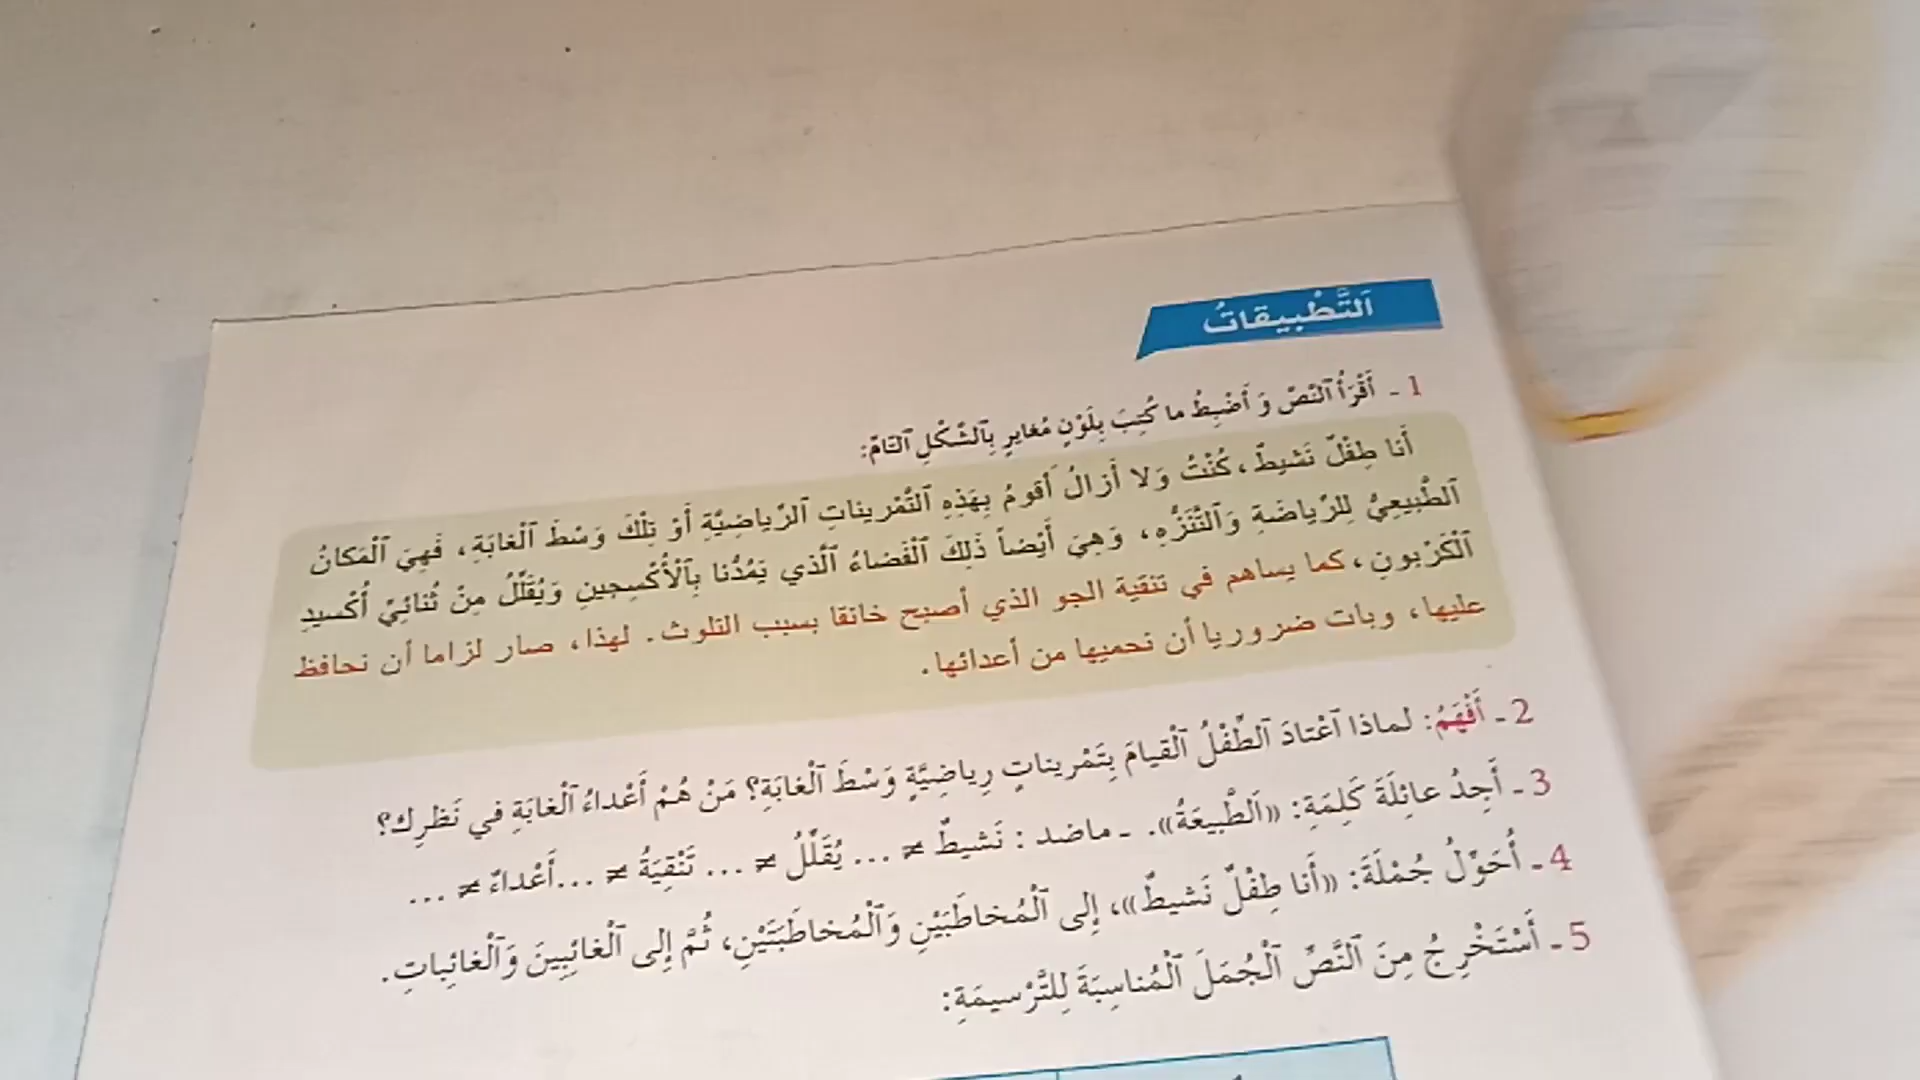 اَلتَّطْبيقاتُ
1 - أَقْرَأُ ٱلنَّصَّ وَ أَضْبِطُ ما كُتِبَ بِلَوْنٍ مُغايِرٍ بِٱلشَّكْلِ ٱلتّامِّ:
أَنا طِفْلٌ نَشيطٌ، كُنْتُ وَلا أَزالُ أَقومُ بِهَذِهِ ٱلتَّمْريناتِ ٱلرِّياضِيَّةِ أَوْ تِلْكَ وَسْطَ ٱلْغابَةِ، فَهِيَ ٱلْمَكانُ
ٱلطَّبيعِيُّ لِلرِّياضَةِ وَٱلتَّنَزُّهِ، وَهِيَ أَيْضاً ذَلِكَ ٱلْفَضاءُ ٱلَّذي يَمُدُّنا بِٱلْأُكْسِجينِ وَيُقَلِّلُ مِنْ ثُنائِيِّ أُكْسيدِ
ٱلْكَرْبونِ، كما يساهم في تنقية الجو الذي أصبح خانقا بسبب التلوث. لهذا، صار لزاما أن نحافظ
عليها، وبات ضروريا أن نحميها من أعدائها.
2 - أَفْهَمُ: لماذا ٱعْتادَ ٱلطِّفْلُ ٱلْقيامَ بِتَمْريناتٍ رِياضِيَّةٍ وَسْطَ ٱلْغابَةِ؟ مَنْ هُمْ أَعْداءُ ٱلْغابَةِ في نَظَرِك؟
3 - أَجِدُ عائِلَةَ كَلِمَةِ: «اَلطَّبيعَةُ». - ماضد : نَشيطٌ ≠ ... يُقَلِّلُ ≠ ... تَنْقِيَةُ ≠ ...أَعْداءٌ ≠ ...
4 - أُحَوِّلُ جُمْلَةَ: «أَنا طِفْلٌ نَشيطٌ»، إِلى ٱلْمُخاطَبَيْنِ وَٱلْمُخاطَبَتَيْنِ، ثُمَّ إِلى ٱلْغائِبِينَ وَٱلْغائِباتِ.
5 - أَسْتَخْرِجُ مِنَ ٱلنَّصِّ ٱلْجُمَلَ ٱلْمُناسِبَةَ لِلتَّرْسيمَةِ: